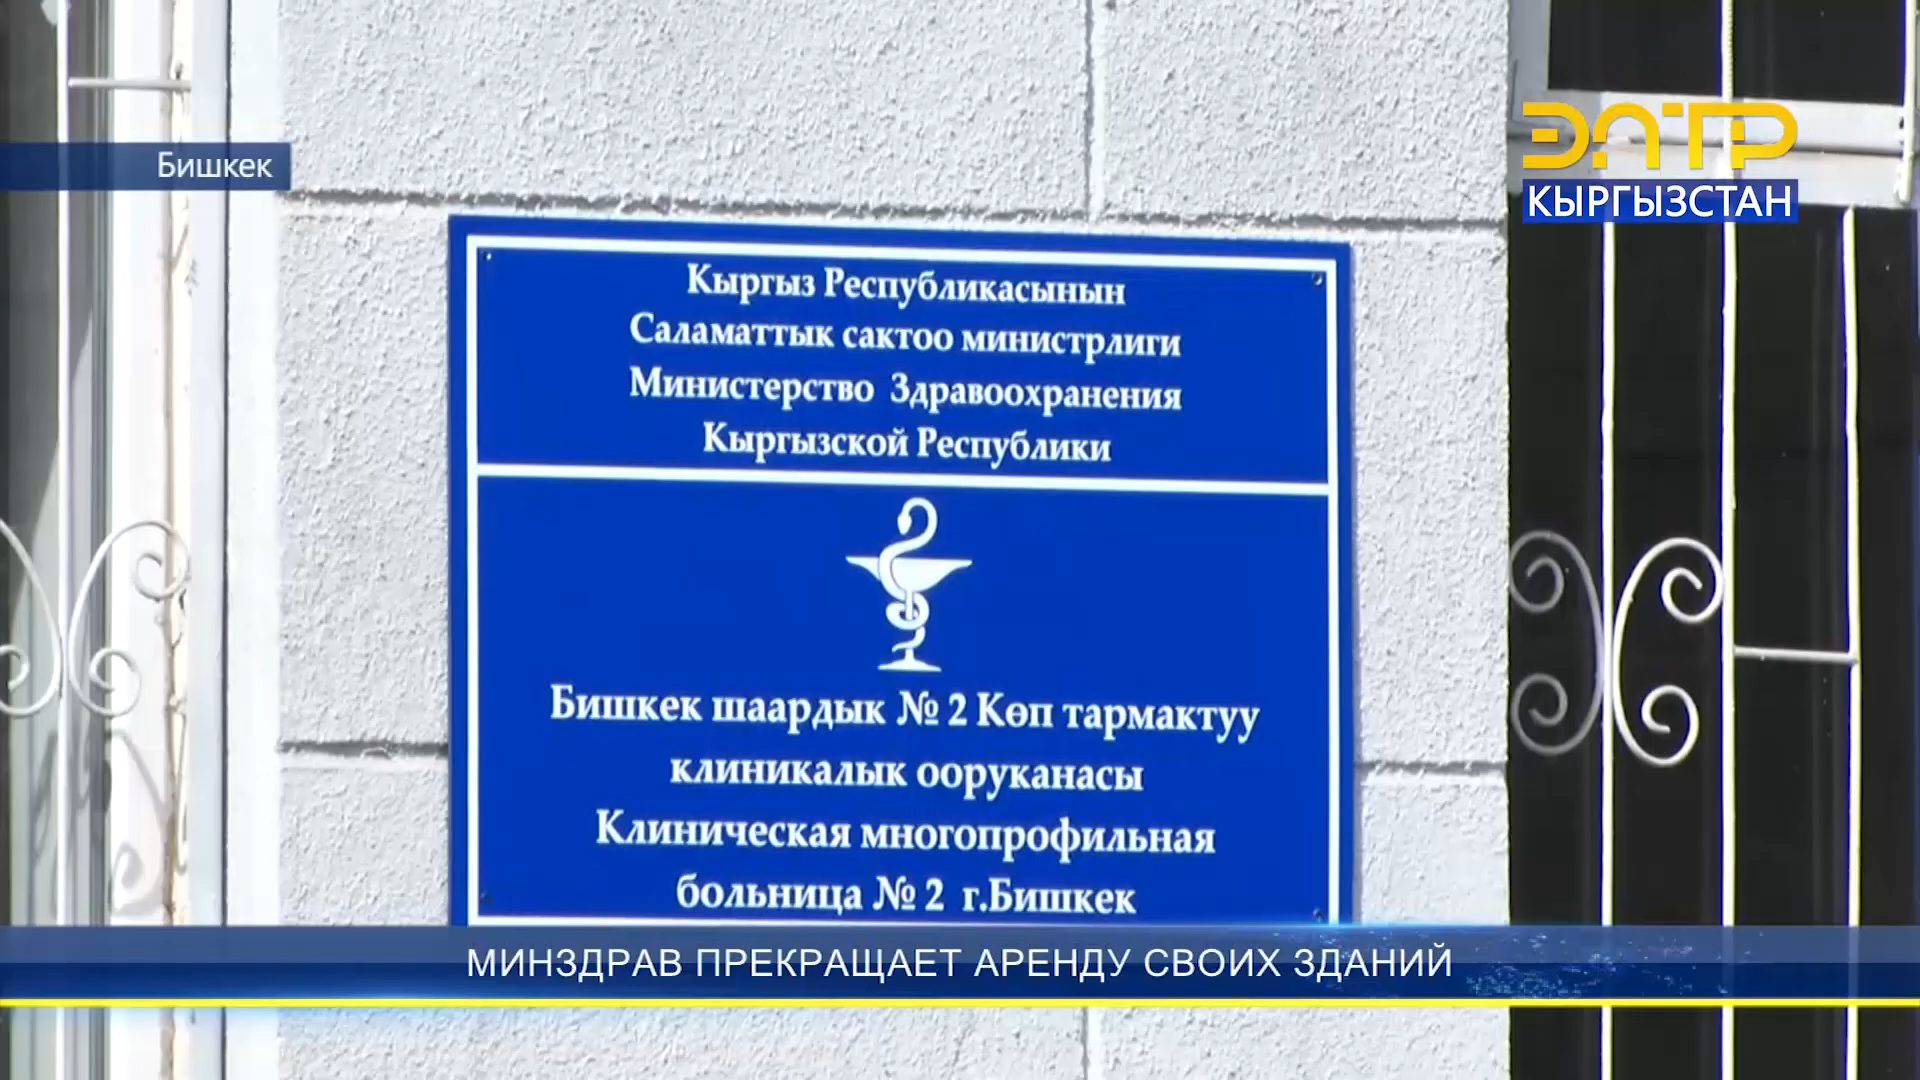 Бишкек
ЭЛТР
КЫРГЫЗСТАН
Кыргыз Республикасынын
Саламаттык сактоо министрлиги
Министерство Здравоохранения
Кыргызской Республики
Бишкек шаардык № 2 Көп тармактуу
клиникалык ооруканасы
Клиническая многопрофильная
больница № 2 г.Бишкек
МИНЗДРАВ ПРЕКРАЩАЕТ АРЕНДУ СВОИХ ЗДАНИЙ